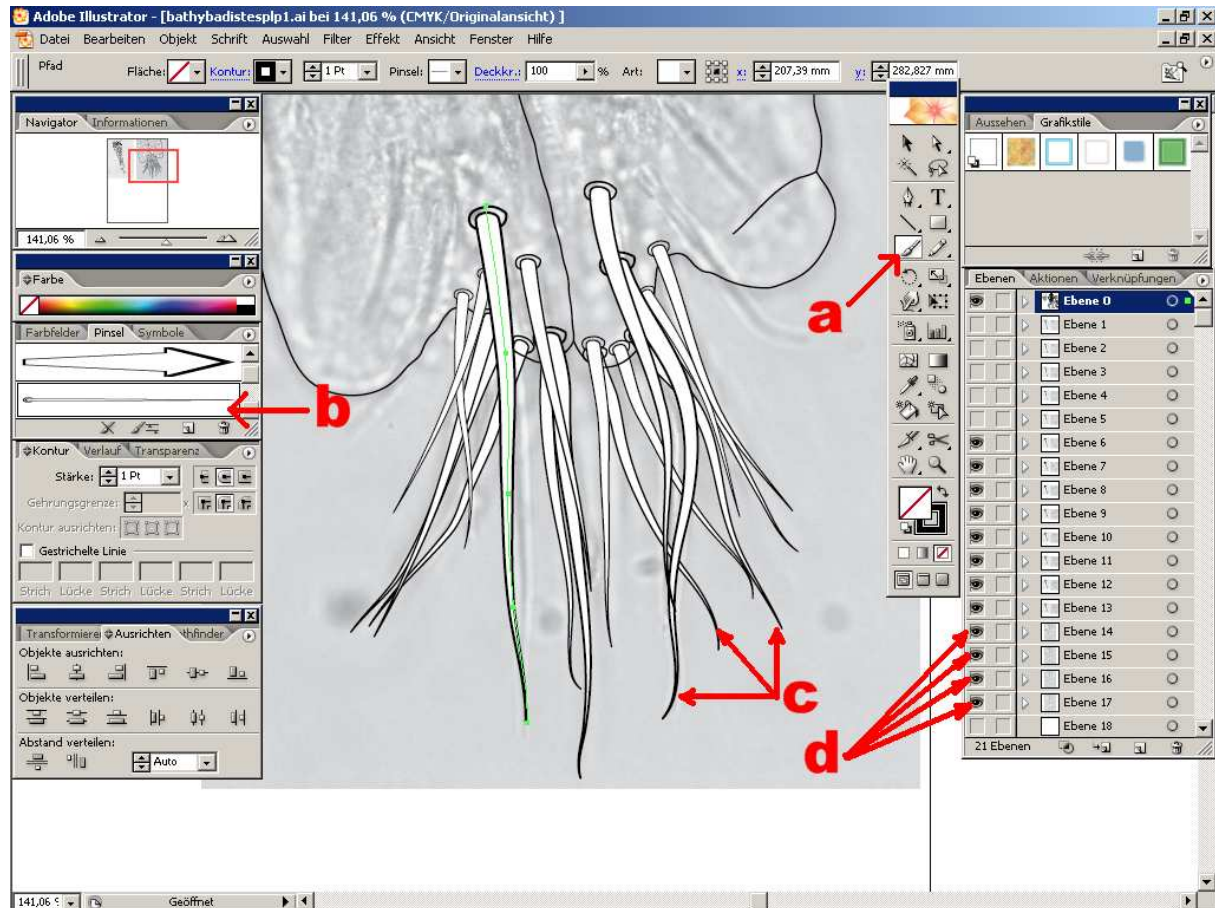 Adobe Illustrator - [bathybadistesplp1.ai bei 141,06 % (CMYK/Originalansicht) ]
Datei Bearbeiten Objekt Schrift Auswahl Filter Effekt Ansicht Fenster Hilfe
Pfad Fläche: Kontur: 1 Pt Pinsel: Deckkr.: 100 % Art: x: 207,39 mm y: 282,827 mm
Navigator Informationen
141,06 %
Farbe
Farbfelder Pinsel Symbole
Kontur Verlauf Transparenz
Stärke: 1 Pt
Gehrungsgrenze: x
Kontur ausrichten:
Gestrichelte Linie
Strich Lücke Strich Lücke Strich Lücke
Transformiere Ausrichten thfinder
Objekte ausrichten:
Objekte verteilen:
Abstand verteilen:
Auto
a
b
c
d
T
Aussehen Grafikstile
Ebenen Aktionen Verknüpfungen
Ebene 0
Ebene 1
Ebene 2
Ebene 3
Ebene 4
Ebene 5
Ebene 6
Ebene 7
Ebene 8
Ebene 9
Ebene 10
Ebene 11
Ebene 12
Ebene 13
Ebene 14
Ebene 15
Ebene 16
Ebene 17
Ebene 18
21 Ebenen
141,06 % Geöffnet